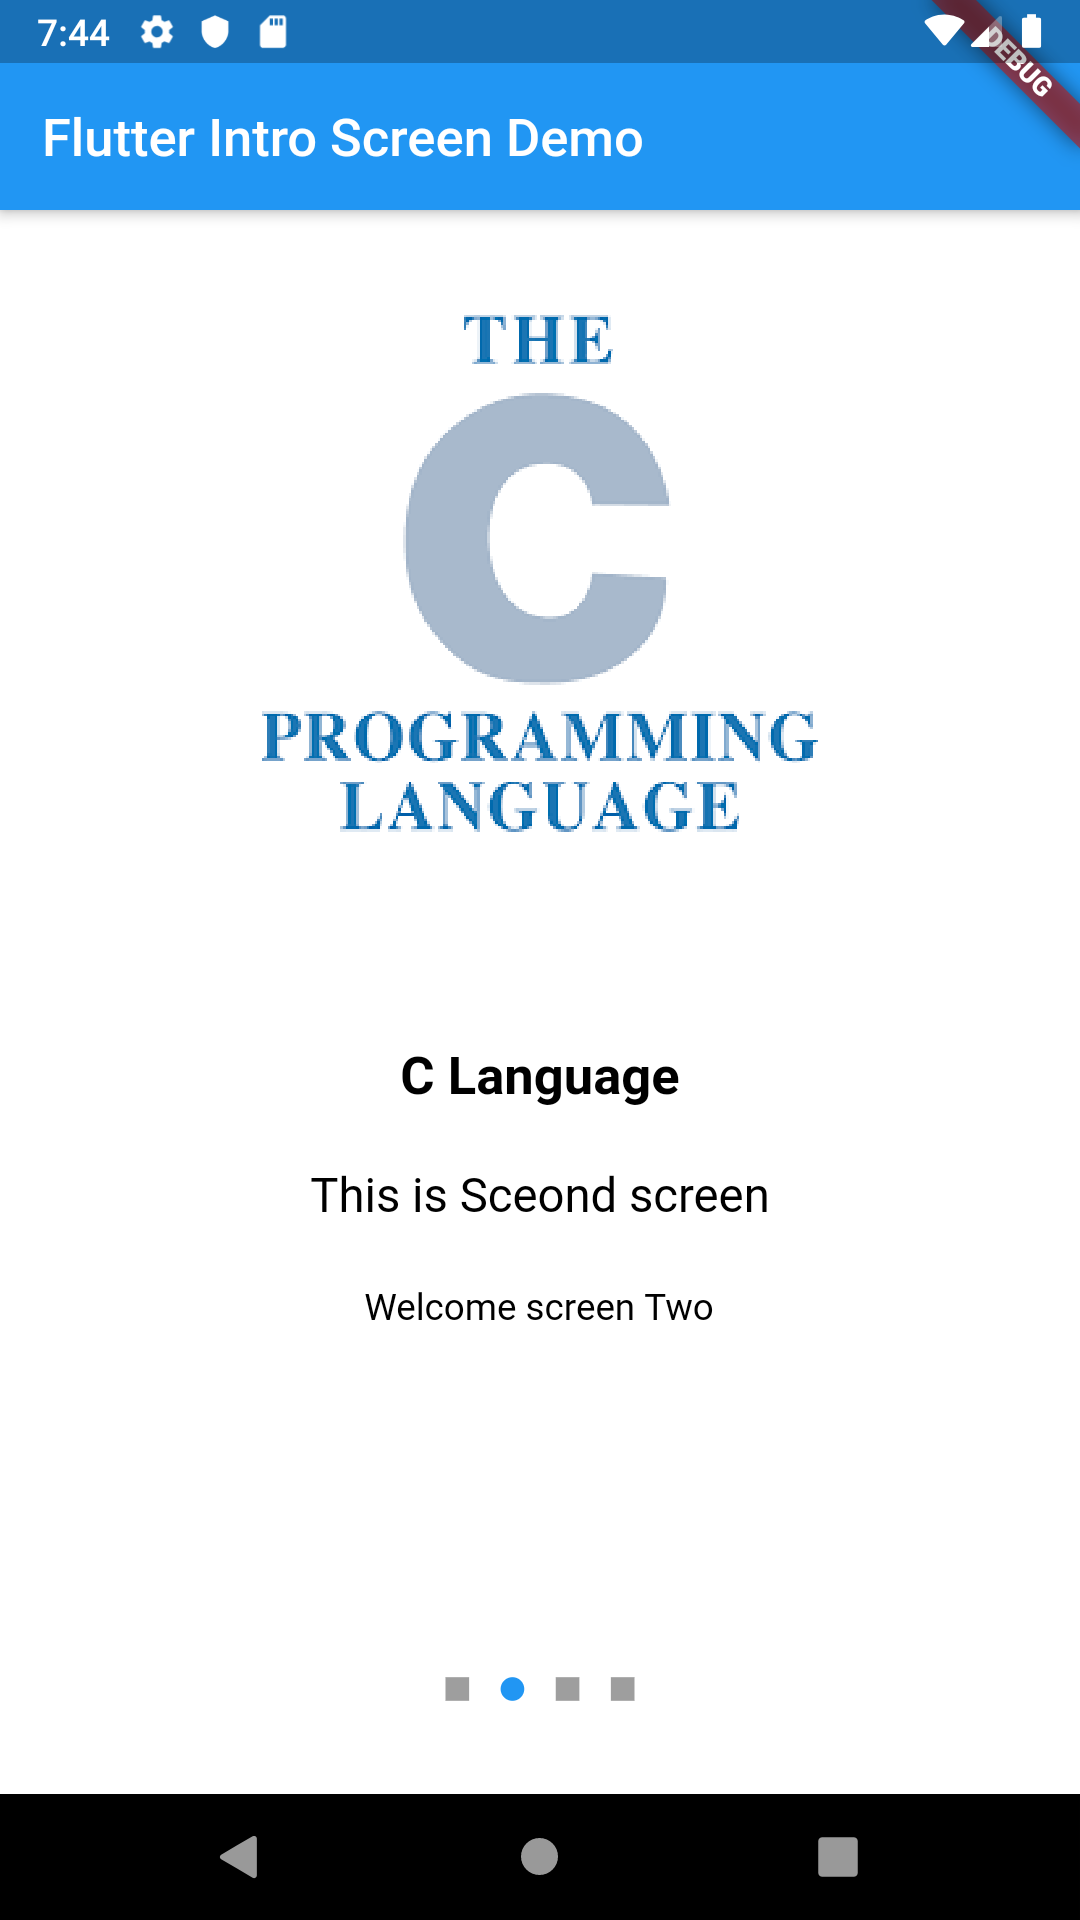 7:44
DEBUG
Flutter Intro Screen Demo
THE
C
PROGRAMMING
LANGUAGE
C Language
This is Sceond screen
Welcome screen Two